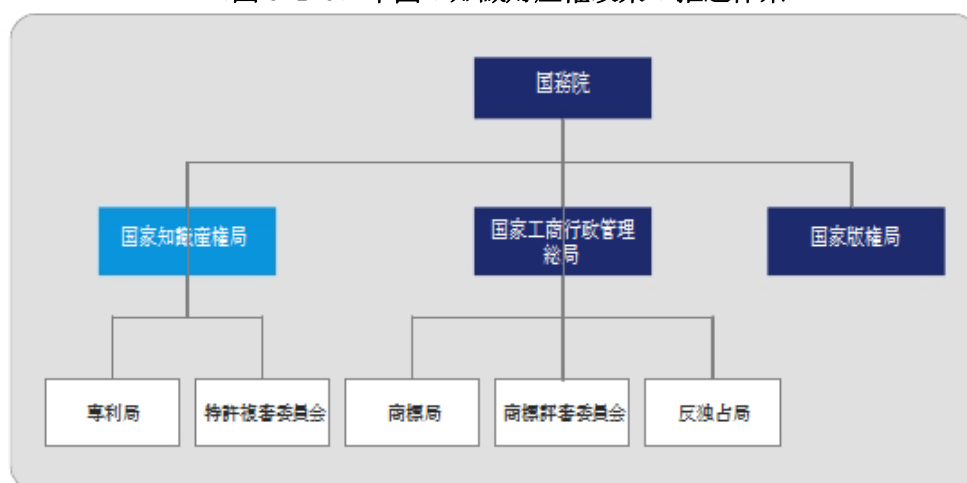 国務院
国家知識産権局
国家工商行政管理
総局
国家版権局
専利局
特許複審委員会
商標局
商標評審委員会
反独占局